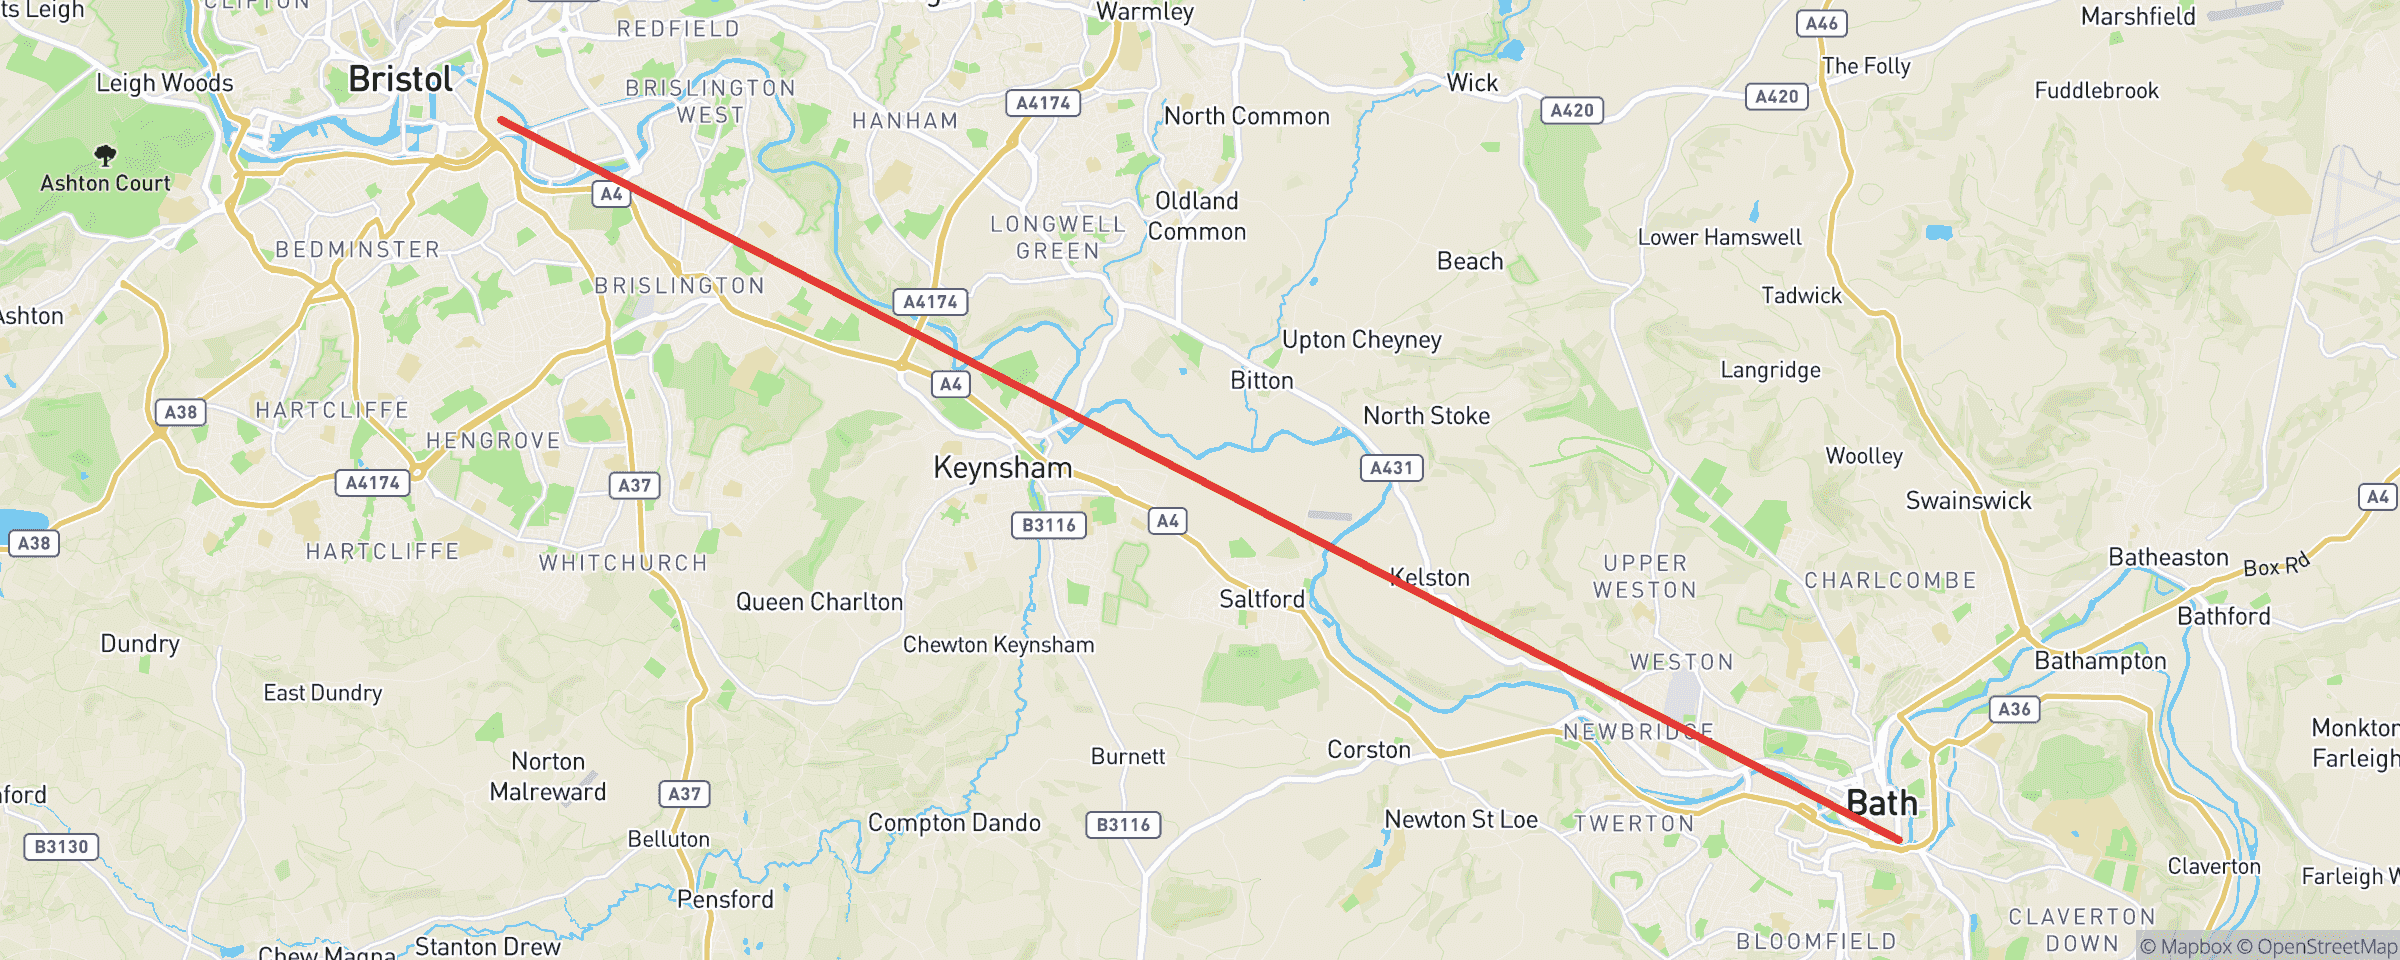 ts Leigh
CLIFTON
REDFIELD
Warmley
A46
Marshfield
Leigh Woods
Bristol
BRISLINGTON
WEST
A4174
HANHAM
North Common
Wick
A420
A420
The Folly
Fuddlebrook
Ashton Court
A4
BEDMINSTER
BRISLINGTON
LONGWELL
GREEN
Oldland
Common
Beach
Lower Hamswell
Tadwick
Ashton
A4174
Upton Cheyney
Langridge
A4
Bitton
North Stoke
A38
HARTCLIFFE
HENGROVE
Keynsham
A431
Woolley
Swainswick
A4174
A37
B3116
A4
A4
A38
HARTCLIFFE
WHITCHURCH
Kelston
UPPER
WESTON
CHARLCOMBE
Batheaston
Box Rd
Queen Charlton
Saltford
Bathford
Dundry
Chewton Keynsham
WESTON
Bathampton
East Dundry
A36
Norton
Malreward
Burnett
Corston
NEWBRIDGE
Monkton
Farleigh
nford
A37
Bath
B3130
Belluton
Compton Dando
B3116
Newton St Loe
TWERTON
Claverton
Pensford
Farleigh W
Chew Magna
Stanton Drew
BLOOMFIELD
CLAVERTON
DOWN
© Mapbox © OpenStreetMap